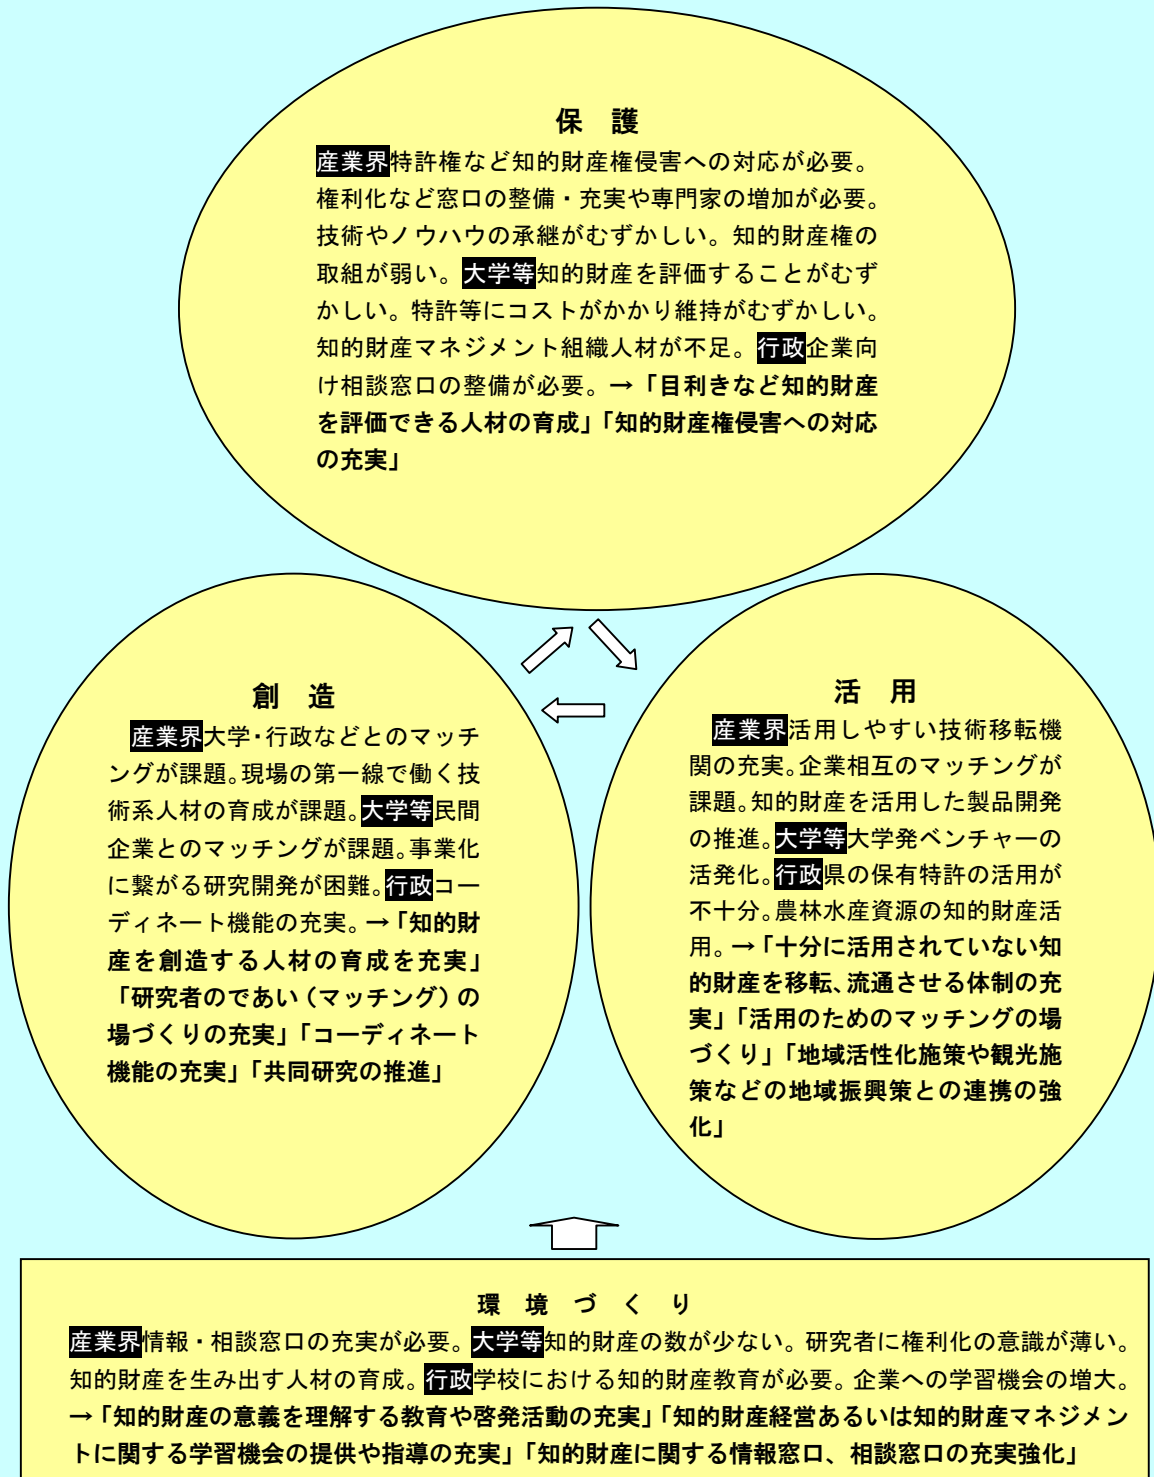 保　護
産業界特許権など知的財産権侵害への対応が必要。
権利化など窓口の整備・充実や専門家の増加が必要。
技術やノウハウの承継がむずかしい。知的財産権の
取組が弱い。大学等知的財産を評価することがむず
かしい。特許等にコストがかかり維持がむずかしい。
知的財産マネジメント組織人材が不足。行政企業向
け相談窓口の整備が必要。→「目利きなど知的財産
を評価できる人材の育成」「知的財産権侵害への対応
の充実」
創　造
産業界大学・行政などとのマッチ
ングが課題。現場の第一線で働く技
術系人材の育成が課題。大学等民間
企業とのマッチングが課題。事業化
に繋がる研究開発が困難。行政コー
ディネート機能の充実。→「知的財
産を創造する人材の育成を充実」
「研究者のであい（マッチング）の
場づくりの充実」「コーディネート
機能の充実」「共同研究の推進」
活　用
産業界活用しやすい技術移転機
関の充実。企業相互のマッチングが
課題。知的財産を活用した製品開発
の推進。大学等大学発ベンチャーの
活発化。行政県の保有特許の活用が
不十分。農林水産資源の知的財産活
用。→「十分に活用されていない知
的財産を移転、流通させる体制の充
実」「活用のためのマッチングの場
づくり」「地域活性化施策や観光施
策などの地域振興策との連携の強
化」
環　境　づ　く　り
産業界情報・相談窓口の充実が必要。大学等知的財産の数が少ない。研究者に権利化の意識が薄い。
知的財産を生み出す人材の育成。行政学校における知的財産教育が必要。企業への学習機会の増大。
→「知的財産の意義を理解する教育や啓発活動の充実」「知的財産経営あるいは知的財産マネジメン
トに関する学習機会の提供や指導の充実」「知的財産に関する情報窓口、相談窓口の充実強化」